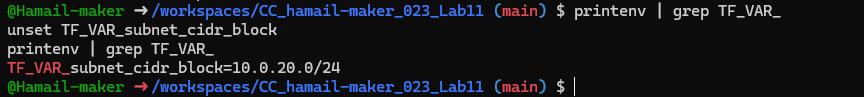 @Hamail-maker ➜/workspaces/CC_hamail-maker_023_Lab11 (main) $ printenv | grep TF_VAR_
unset TF_VAR_subnet_cidr_block
printenv | grep TF_VAR_
TF_VAR_subnet_cidr_block=10.0.20.0/24
@Hamail-maker ➜/workspaces/CC_hamail-maker_023_Lab11 (main) $